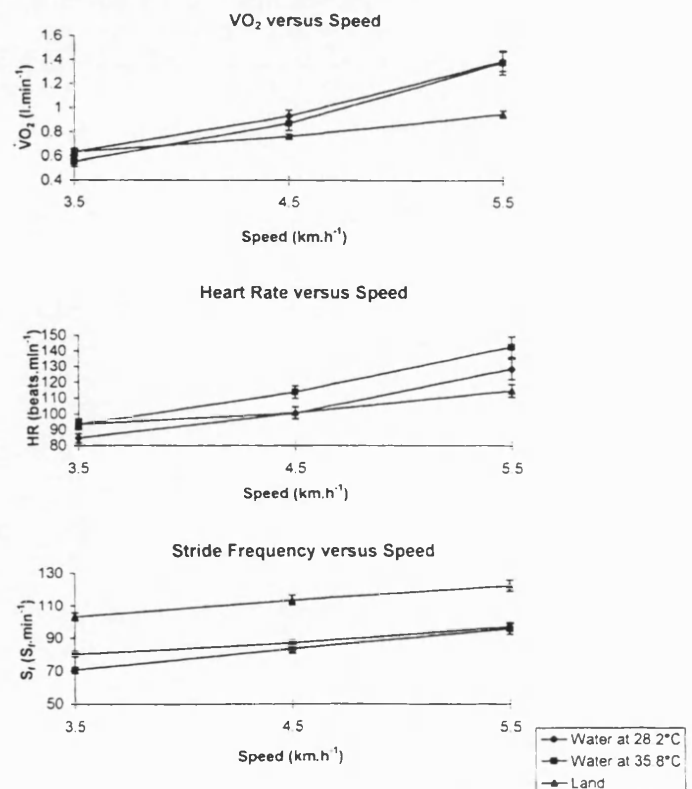 VO₂ versus Speed
1.6
1.4
1.2
1
0.8
0.6
0.4
V̇O₂ (l.min⁻¹)
3.5 4.5 5.5
Speed (km.h⁻¹)
Heart Rate versus Speed
150
140
130
120
110
100
90
80
HR (beats.min⁻¹)
3.5 4.5 5.5
Speed (km.h⁻¹)
Stride Frequency versus Speed
130
110
90
70
50
S_f (S_f.min⁻¹)
3.5 4.5 5.5
Speed (km.h⁻¹)
Water at 28.2°C
Water at 35.8°C
Land